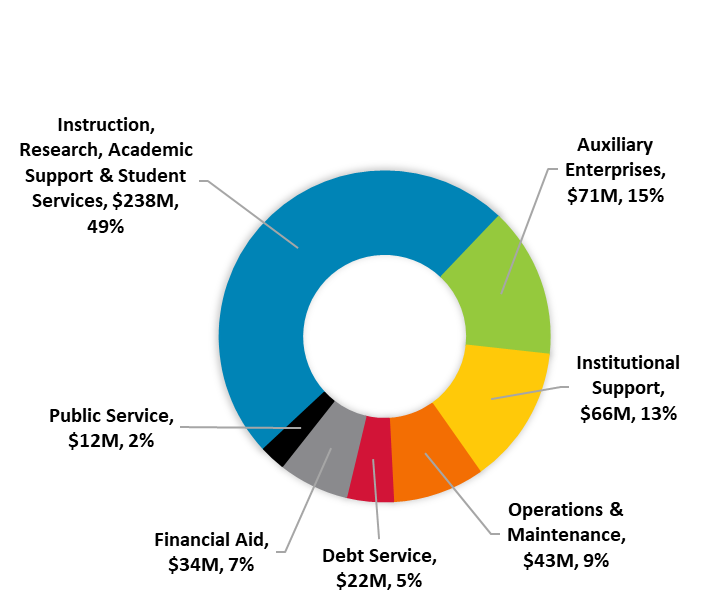 Instruction,
Research, Academic
Support & Student
Services, $238M,
49%
Auxiliary
Enterprises,
$71M, 15%
Institutional
Support,
$66M, 13%
Public Service,
$12M, 2%
Operations &
Maintenance,
$43M, 9%
Financial Aid,
$34M, 7%
Debt Service,
$22M, 5%